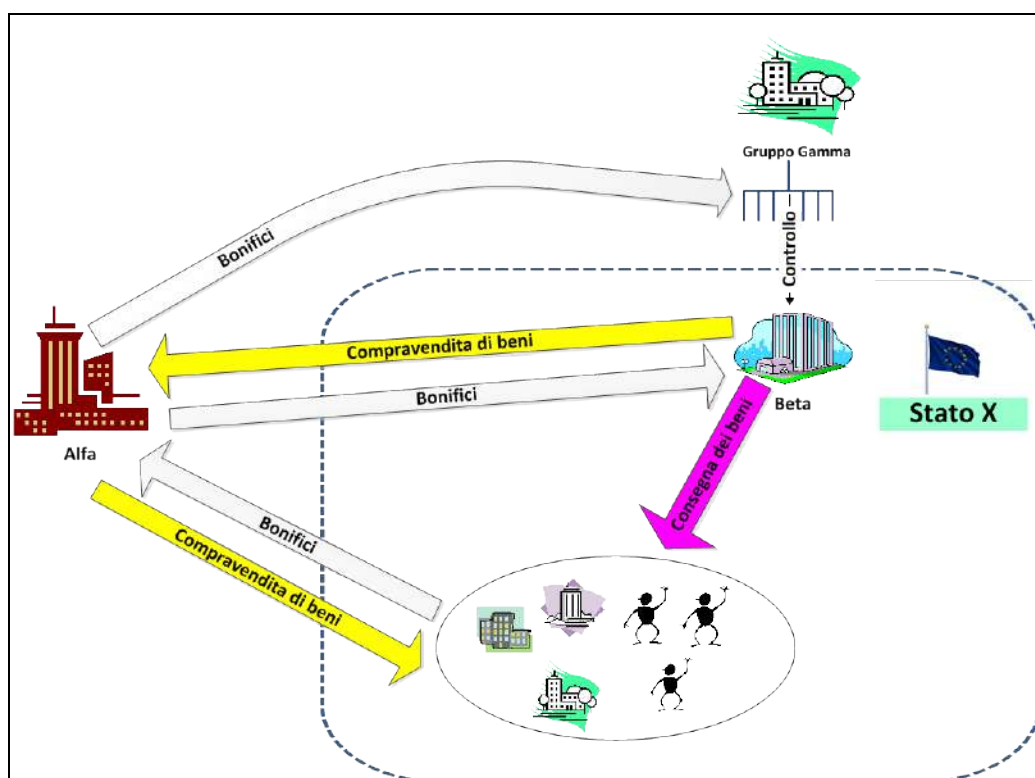 Gruppo Gamma
Bonifici
Controllo
Compravendita di beni
Bonifici
Beta
Stato X
Alfa
Consegna dei beni
Bonifici
Compravendita di beni